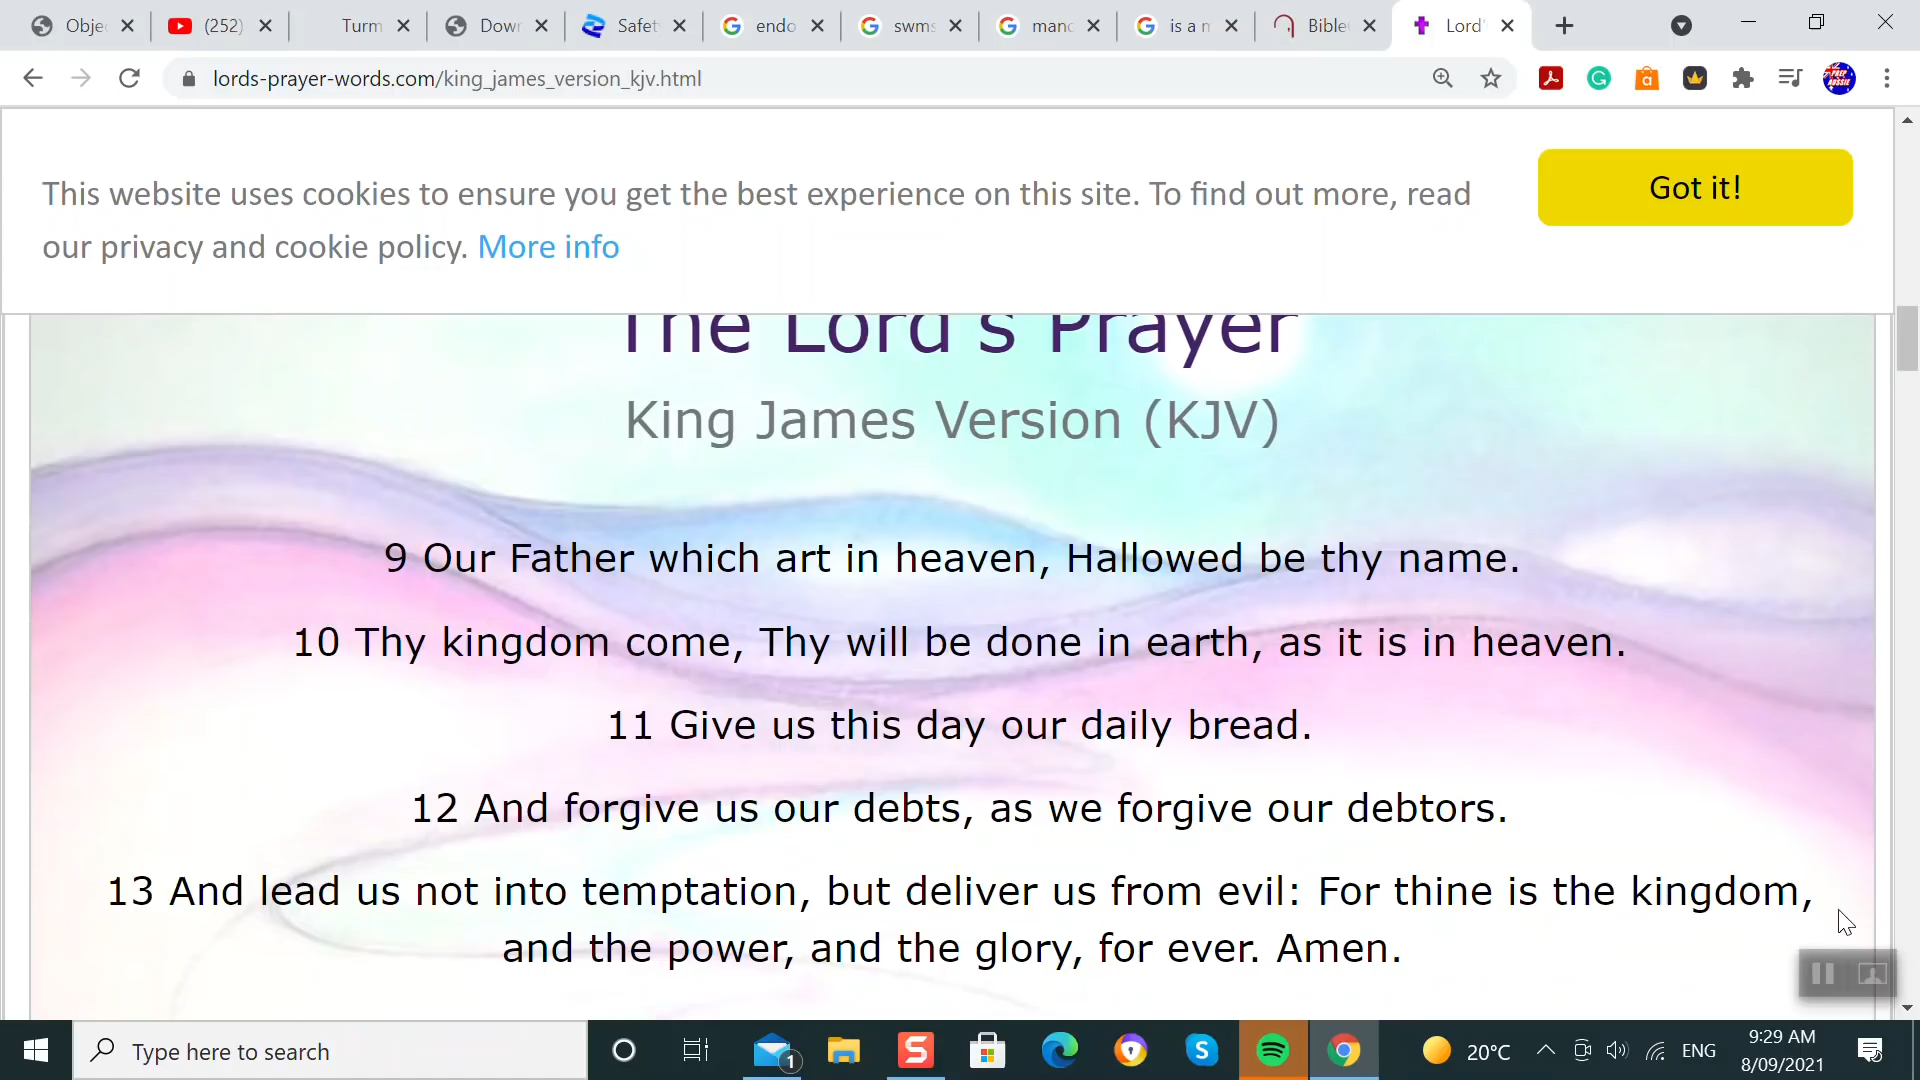 Obje
(252)
Turm
Dow
Safet
endo
swms
manc
is a m
Bible
Lord'
lords-prayer-words.com/king_james_version_kjv.html
This website uses cookies to ensure you get the best experience on this site. To find out more, read
our privacy and cookie policy. More info
Got it!
The Lord's Prayer
King James Version (KJV)
9 Our Father which art in heaven, Hallowed be thy name.
10 Thy kingdom come, Thy will be done in earth, as it is in heaven.
11 Give us this day our daily bread.
12 And forgive us our debts, as we forgive our debtors.
13 And lead us not into temptation, but deliver us from evil: For thine is the kingdom,
and the power, and the glory, for ever. Amen.
Type here to search
1
20°C
ENG
9:29 AM
8/09/2021